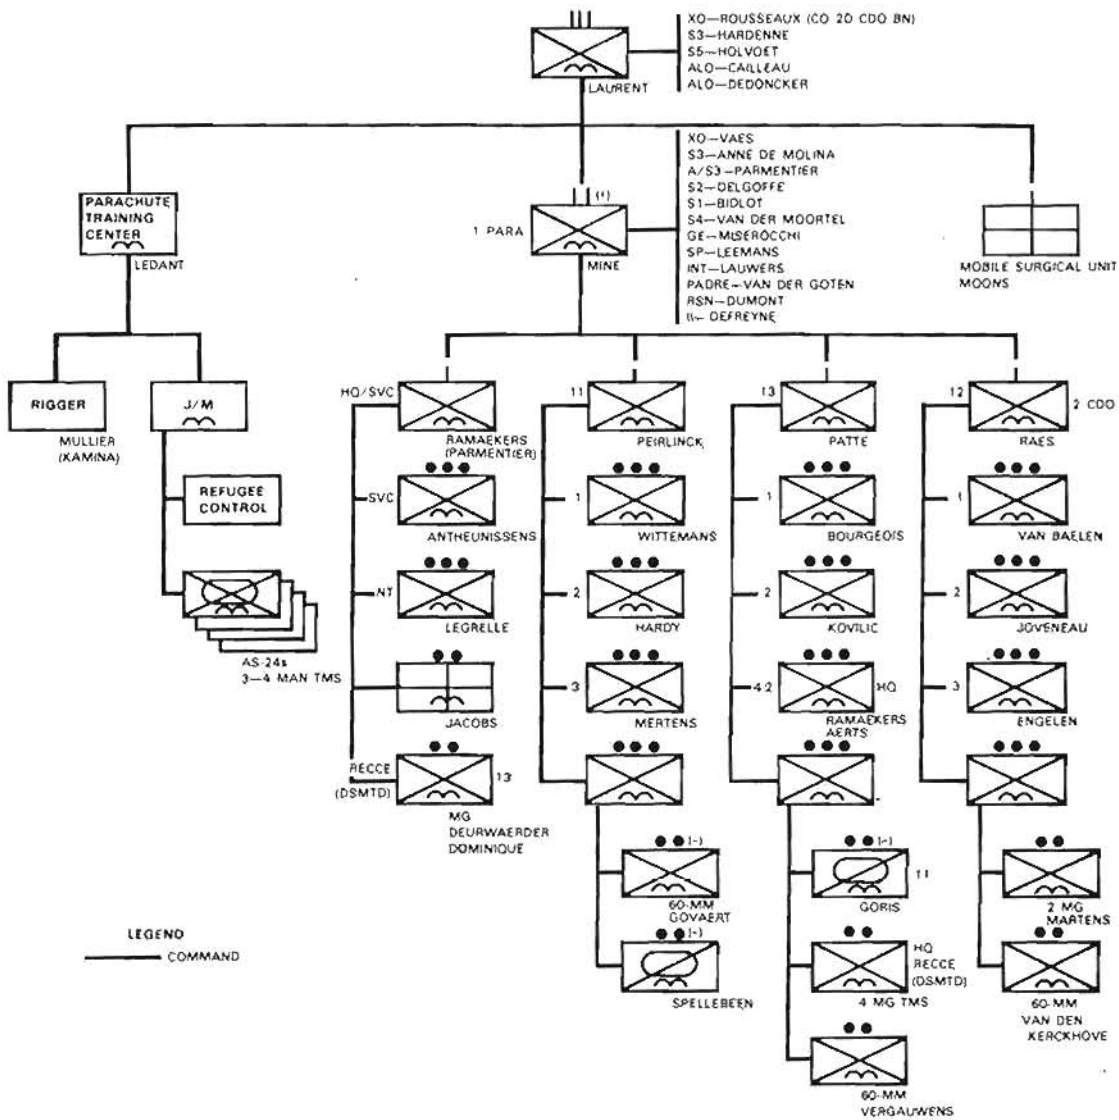 XO—ROUSSEAUX (CO 2D CDO BN)
S3—HARDENNE
S5—HOLVOET
ALO—CAILLEAU
ALO—DEDONCKER
LAURENT
XO—VAES
S3—ANNE DE MOLINA
A/S3—PARMENTIER
S2—DELGOFFE
S1—BIDLOT
S4—VAN DER MOORTEL
GE—MISEROCCHI
SP—LEEMANS
INT—LAUWERS
PADRE—VAN DER GOTEN
RSN—DUMONT
DEFREYNE
PARACHUTE
TRAINING
CENTER
LEDANT
1 PARA
MINE
MOBILE SURGICAL UNIT
MOONS
RIGGER
MULLIER
(KAMINA)
J/M
REFUGEE
CONTROL
AS-24s
3—4 MAN TMS
HQ/SVC
RAMAEKERS
(PARMENTIER)
SVC
ANTHEUNISSENS
NT
LEGRELLE
JACOBS
RECCE
(DSMTD)
13
MG
DEURWAERDER
DOMINIQUE
11
PEIRLINCK
1
WITTEMANS
2
HARDY
3
MERTENS
(-)
60-MM
GOVAERT
(-)
SPELLEBEEN
13
PATTE
1
BOURGEOIS
2
KOVILIC
4·2
HQ
RAMAEKERS
AERTS
(-)
11
GORIS
HQ
RECCE
(DSMTD)
4 MG TMS
60-MM
VERGAUWENS
12
2 CDO
RAES
1
VAN BAELEN
2
JOVENEAU
3
ENGELEN
2 MG
MARTENS
60-MM
VAN DEN
KERCKHOVE
LEGEND
COMMAND